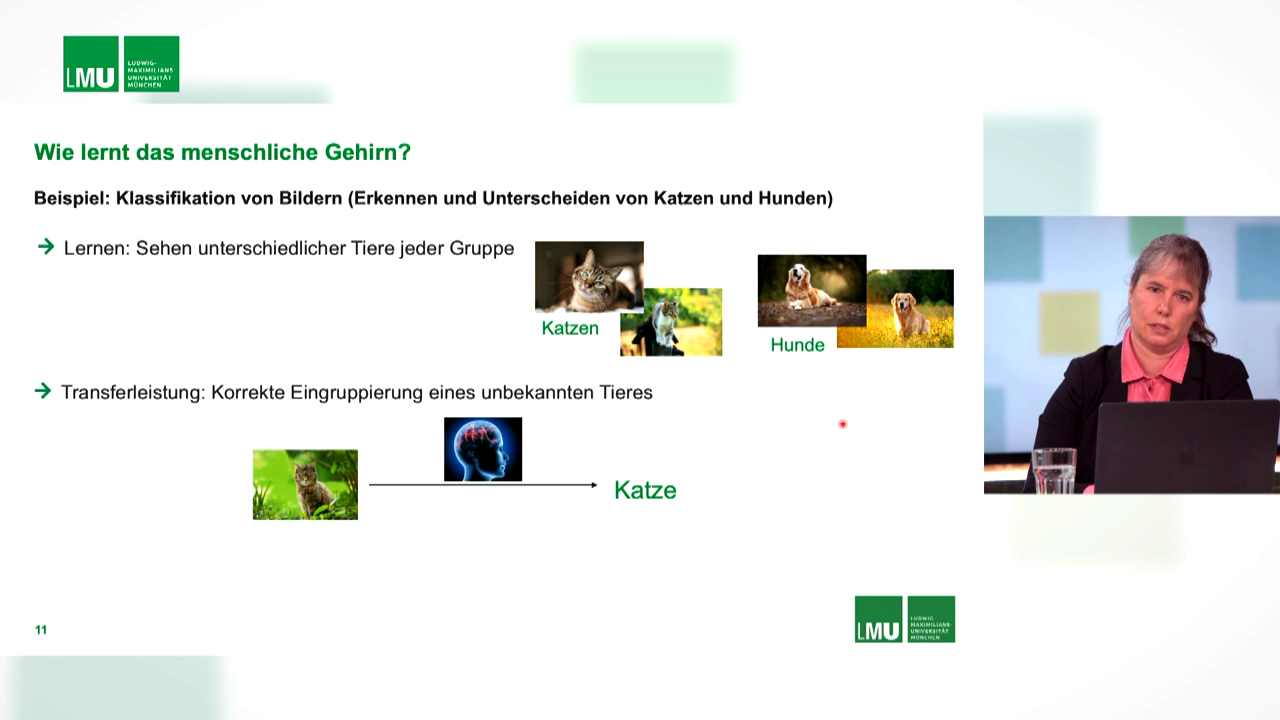 LMU
LUDWIG-
MAXIMILIANS-
UNIVERSITÄT
MÜNCHEN
Wie lernt das menschliche Gehirn?
Beispiel: Klassifikation von Bildern (Erkennen und Unterscheiden von Katzen und Hunden)
Lernen: Sehen unterschiedlicher Tiere jeder Gruppe
Katzen
Hunde
Transferleistung: Korrekte Eingruppierung eines unbekannten Tieres
Katze
11
LMU
LUDWIG-
MAXIMILIANS-
UNIVERSITÄT
MÜNCHEN